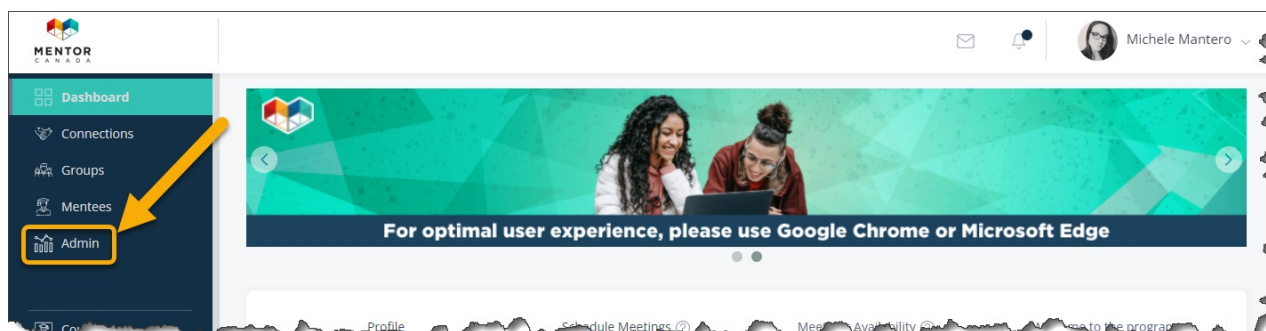 MENTOR
CANADA
Michele Mantero
Dashboard
Connections
Groups
Mentees
Admin
For optimal user experience, please use Google Chrome or Microsoft Edge
Profile
Schedule Meetings